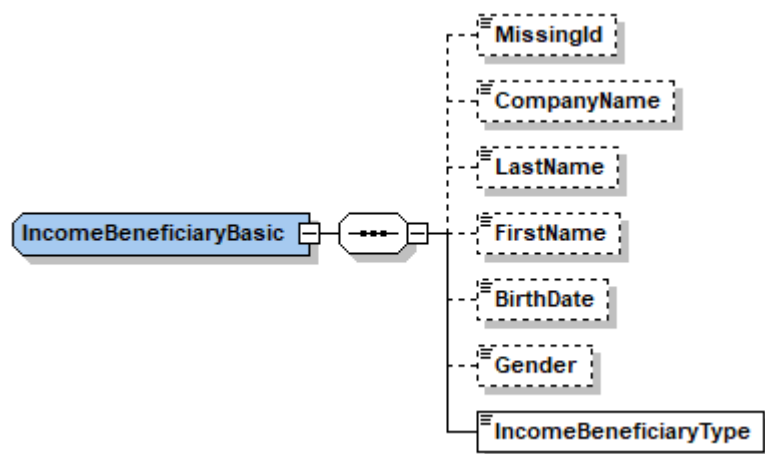 MissingId
CompanyName
LastName
IncomeBeneficiaryBasic
FirstName
BirthDate
Gender
IncomeBeneficiaryType